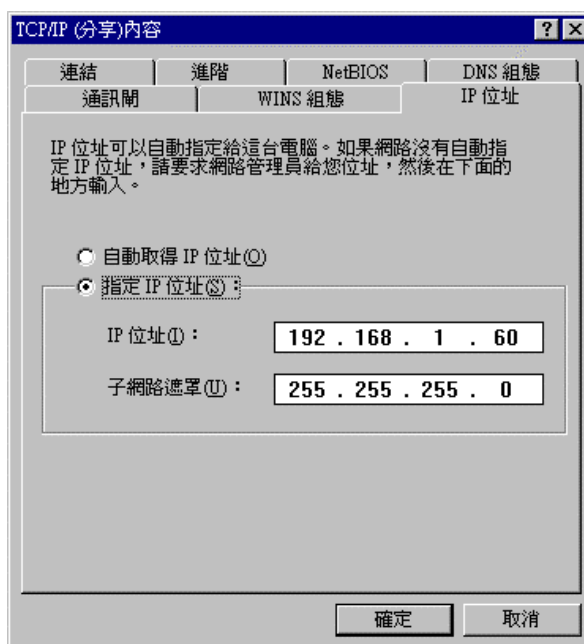 TCP/IP (分享)內容
連結 進階 NetBIOS DNS 組態
通訊閘 WINS 組態 IP 位址
IP 位址可以自動指定給這台電腦。如果網路沒有自動指
定 IP 位址，請要求網路管理員給您位址，然後在下面的
地方輸入。
自動取得 IP 位址(O)
指定 IP 位址(S)：
IP 位址(I)： 192 . 168 . 1 . 60
子網路遮罩(U)： 255 . 255 . 255 . 0
確定 取消